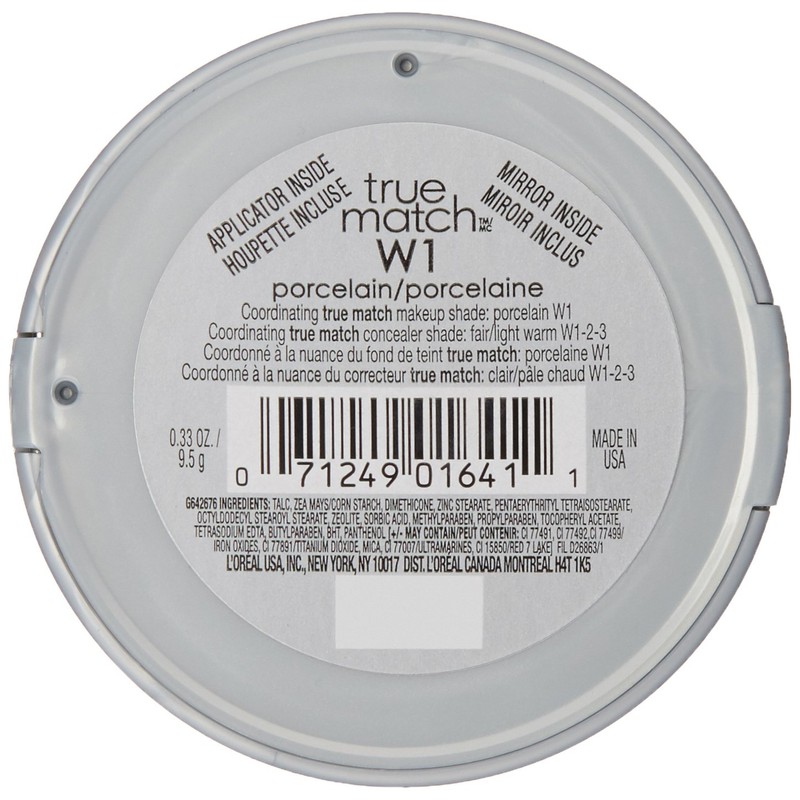 APPLICATOR INSIDE
HOUPETTE INCLUSE
true
match™/MC
MIRROR INSIDE
MIROIR INCLUS
W1
porcelain/porcelaine
Coordinating true match makeup shade: porcelain W1
Coordinating true match concealer shade: fair/light warm W1-2-3
Coordonné à la nuance du fond de teint true match: porcelaine W1
Coordonné à la nuance du correcteur true match: clair/pâle chaud W1-2-3
0.33 OZ. /
9.5 g
MADE IN
USA
0 71249 01641 1
G642676 INGREDIENTS: TALC, ZEA MAYS/CORN STARCH, DIMETHICONE, ZINC STEARATE, PENTAERYTHRITYL TETRAISOSTEARATE,
OCTYLDODECYL STEAROYL STEARATE, ZEOLITE, SORBIC ACID, METHYLPARABEN, PROPYLPARABEN, TOCOPHERYL ACETATE,
TETRASODIUM EDTA, BUTYLPARABEN, BHT, PANTHENOL [+/- MAY CONTAIN/PEUT CONTENIR: CI 77491, CI 77492,CI 77499/
IRON OXIDES, CI 77891/TITANIUM DIOXIDE, MICA, CI 77007/ULTRAMARINES, CI 15850/RED 7 LAKE] FIL D26863/1
L'ORÉAL USA, INC., NEW YORK, NY 10017 DIST. L'ORÉAL CANADA MONTRÉAL H4T 1K5